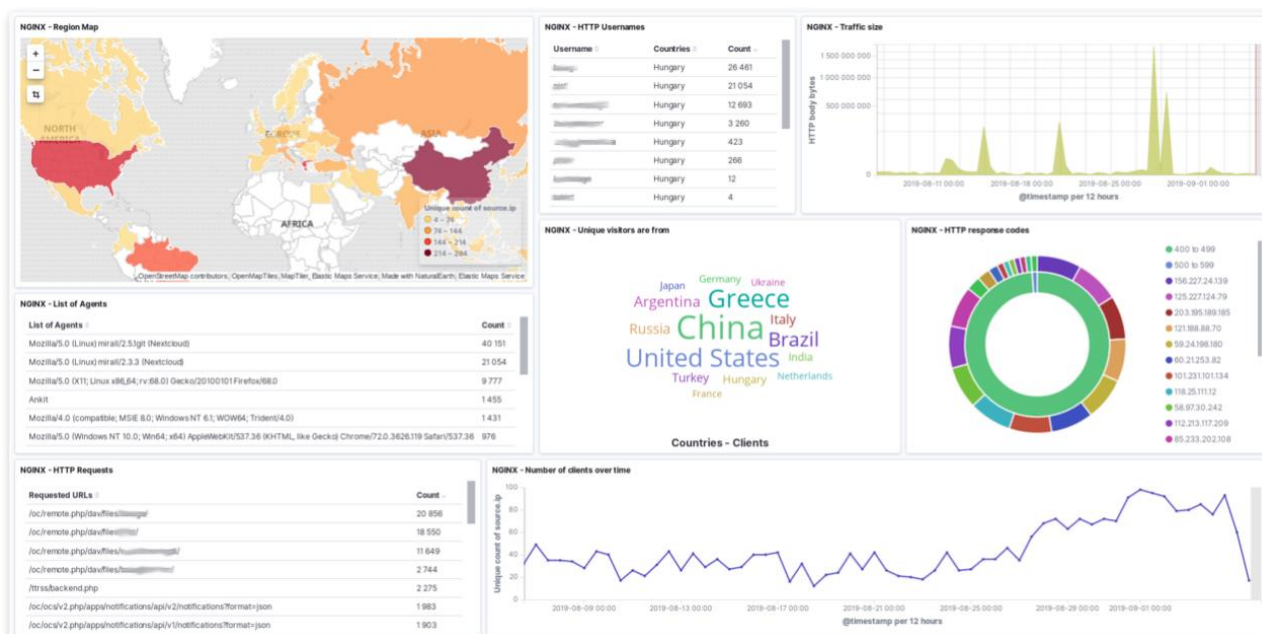 NGINX - Region Map
+
−
NORTH
AMERICA
EUROPE
ASIA
AFRICA
Unique count of source.ip
4 – 74
74 – 144
144 – 214
214 – 284
OpenStreetMap contributors, OpenMapTiles, MapTiler, Elastic Maps Service, Made with NaturalEarth, Elastic Maps Service
NGINX - HTTP Usernames
Username Countries Count
Hungary 26 461
Hungary 21 054
Hungary 12 693
Hungary 3 260
Hungary 423
Hungary 266
Hungary 12
Hungary 4
NGINX - Traffic size
HTTP body bytes
1 500 000 000
1 000 000 000
500 000 000
0
2019-08-11 00:00 2019-08-18 00:00 2019-08-25 00:00 2019-09-01 00:00
@timestamp per 12 hours
NGINX - List of Agents
List of Agents Count
Mozilla/5.0 (Linux) mirall/2.5.1git (Nextcloud) 40 151
Mozilla/5.0 (Linux) mirall/2.3.3 (Nextcloud) 21 054
Mozilla/5.0 (X11; Linux x86_64; rv:68.0) Gecko/20100101 Firefox/68.0 9 777
Ankit 1 455
Mozilla/4.0 (compatible; MSIE 8.0; Windows NT 6.1; WOW64; Trident/4.0) 1 431
Mozilla/5.0 (Windows NT 10.0; Win64; x64) AppleWebKit/537.36 (KHTML, like Gecko) Chrome/72.0.3626.119 Safari/537.36 976
NGINX - Unique visitors are from
Germany
Japan Ukraine
Argentina Greece
Russia China Italy
Brazil
United States India
Turkey Hungary Netherlands
France
Countries - Clients
NGINX - HTTP response codes
400 to 499
500 to 599
156.227.24.139
125.227.124.79
203.195.189.185
121.188.88.70
59.24.198.180
60.21.253.82
101.231.101.134
118.25.111.12
58.97.30.242
112.213.117.209
85.233.202.108
NGINX - HTTP Requests
Requested URLs Count
/oc/remote.php/dav/files/ 20 856
/oc/remote.php/dav/files/ / 18 550
/oc/remote.php/dav/files/ / 11 649
/oc/remote.php/dav/files/ / 2 744
/ttrss/backend.php 2 275
/oc/ocs/v2.php/apps/notifications/api/v2/notifications?format=json 1 983
/oc/ocs/v2.php/apps/notifications/api/v1/notifications?format=json 1 903
NGINX - Number of clients over time
Unique count of source.ip
100
80
60
40
20
0
2019-08-09 00:00 2019-08-13 00:00 2019-08-17 00:00 2019-08-21 00:00 2019-08-25 00:00 2019-08-29 00:00 2019-09-01 00:00
@timestamp per 12 hours